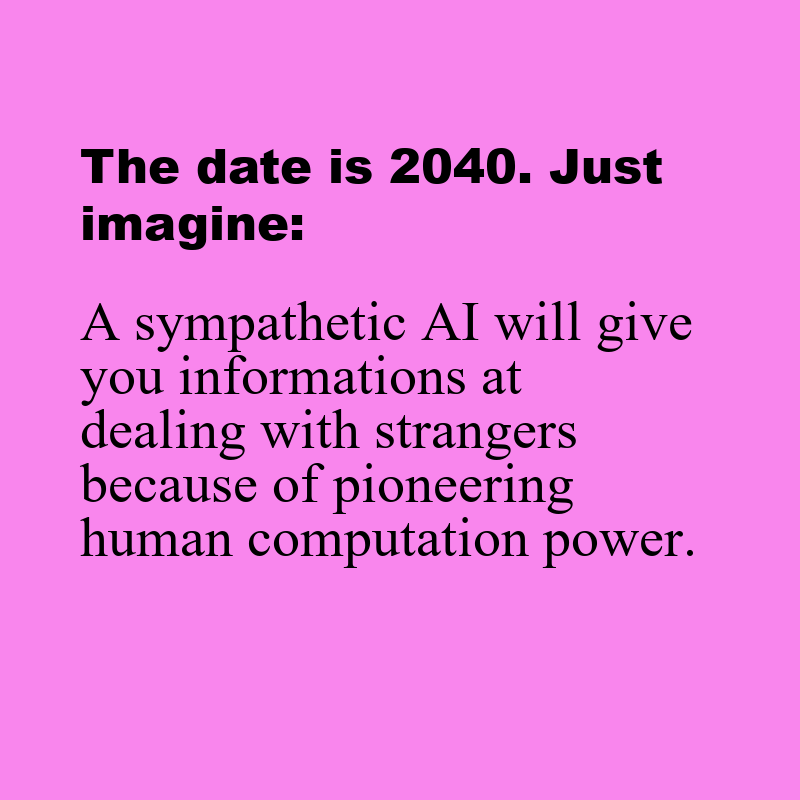 The date is 2040. Just
imagine:
A sympathetic AI will give
you informations at
dealing with strangers
because of pioneering
human computation power.